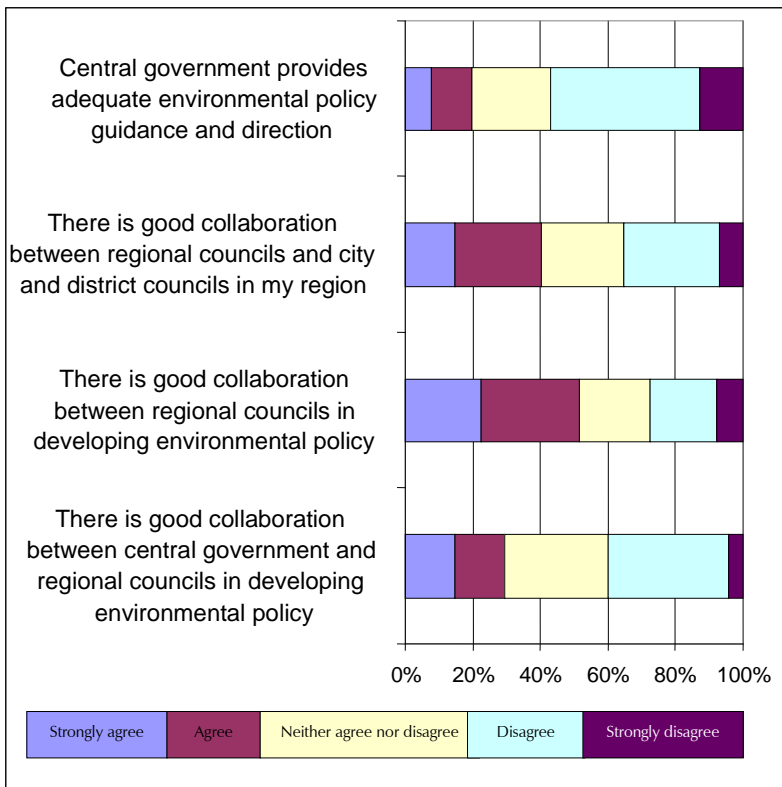 Central government provides
adequate environmental policy
guidance and direction
There is good collaboration
between regional councils and city
and district councils in my region
There is good collaboration
between regional councils in
developing environmental policy
There is good collaboration
between central government and
regional councils in developing
environmental policy
0% 20% 40% 60% 80% 100%
Strongly agree Agree Neither agree nor disagree Disagree Strongly disagree